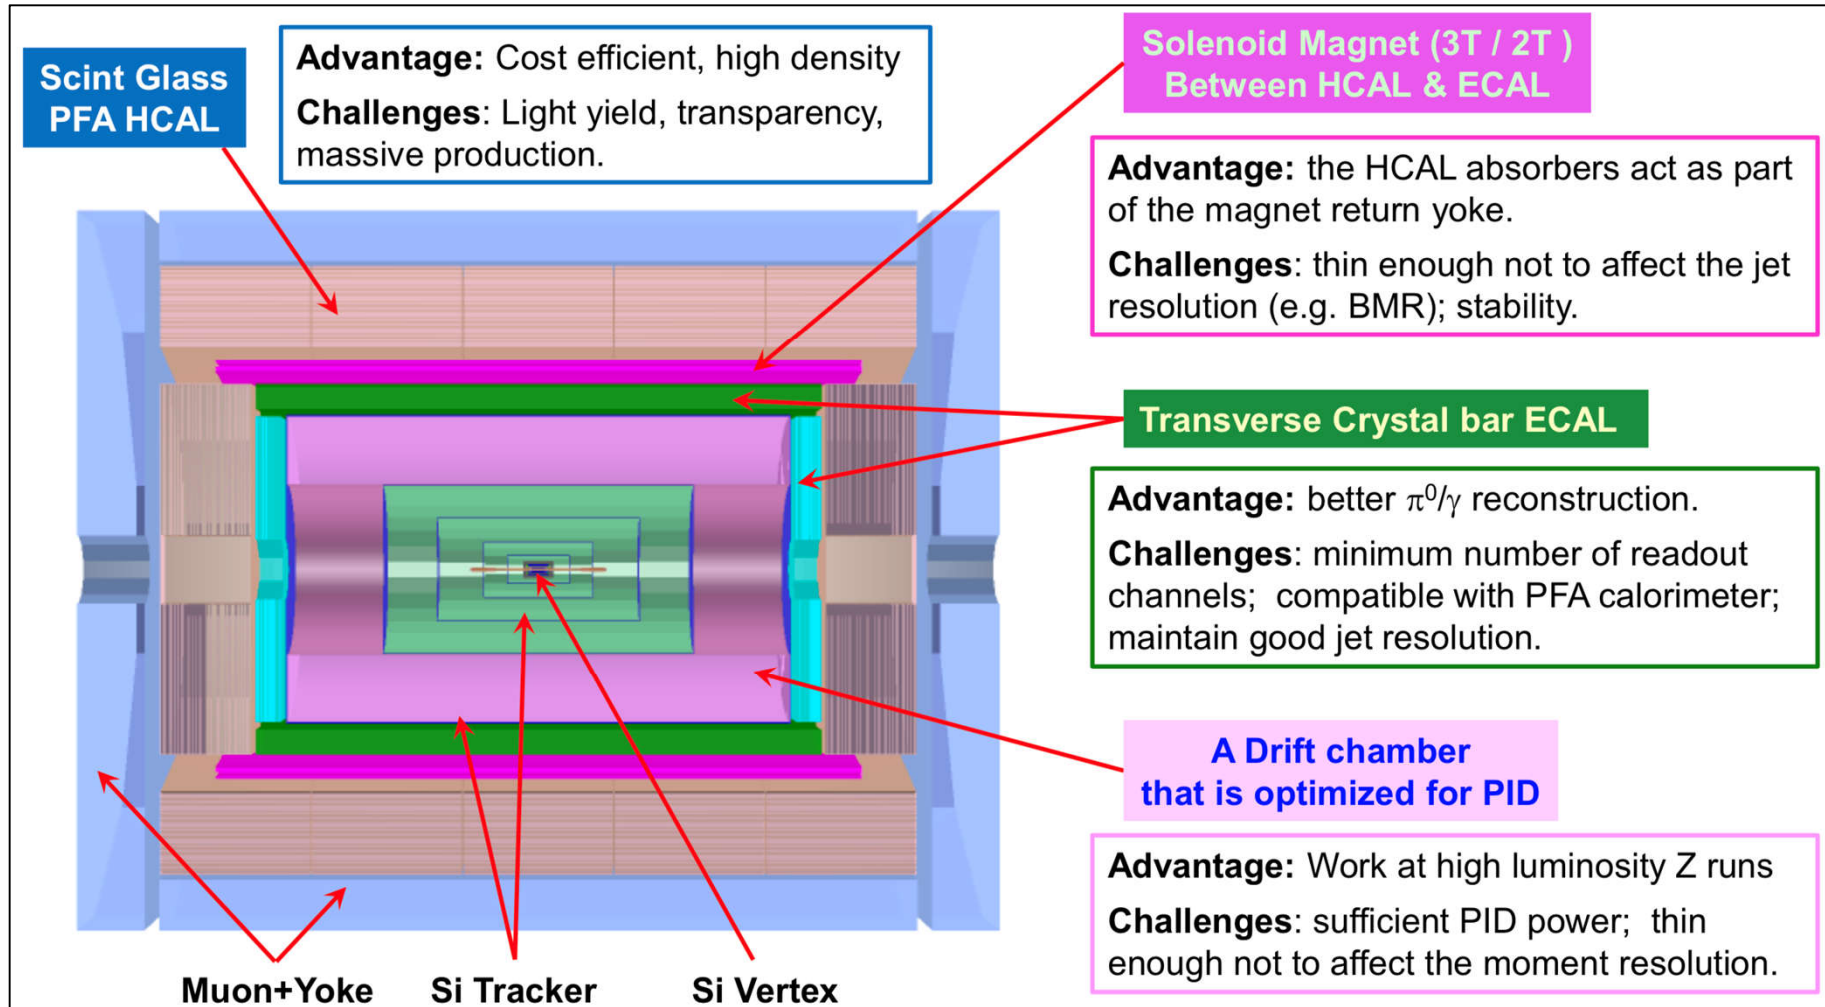 Scint Glass
PFA HCAL
Advantage: Cost efficient, high density
Challenges: Light yield, transparency,
massive production.
Solenoid Magnet (3T / 2T )
Between HCAL & ECAL
Advantage: the HCAL absorbers act as part
of the magnet return yoke.
Challenges: thin enough not to affect the jet
resolution (e.g. BMR); stability.
Transverse Crystal bar ECAL
Advantage: better π⁰/γ reconstruction.
Challenges: minimum number of readout
channels; compatible with PFA calorimeter;
maintain good jet resolution.
A Drift chamber
that is optimized for PID
Advantage: Work at high luminosity Z runs
Challenges: sufficient PID power; thin
enough not to affect the moment resolution.
Muon+Yoke
Si Tracker
Si Vertex